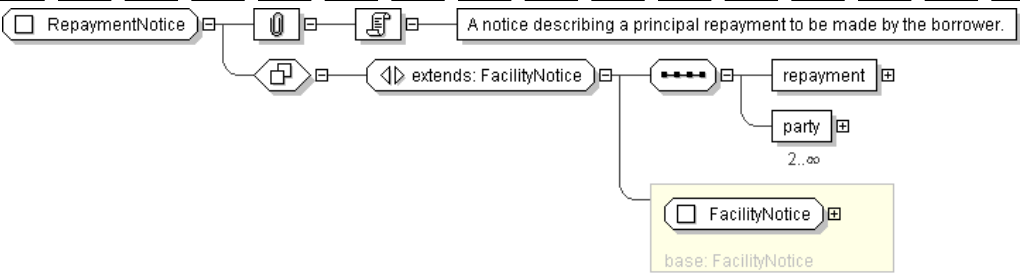 RepaymentNotice
A notice describing a principal repayment to be made by the borrower.
extends: FacilityNotice
repayment
party
2..∞
FacilityNotice
base: FacilityNotice